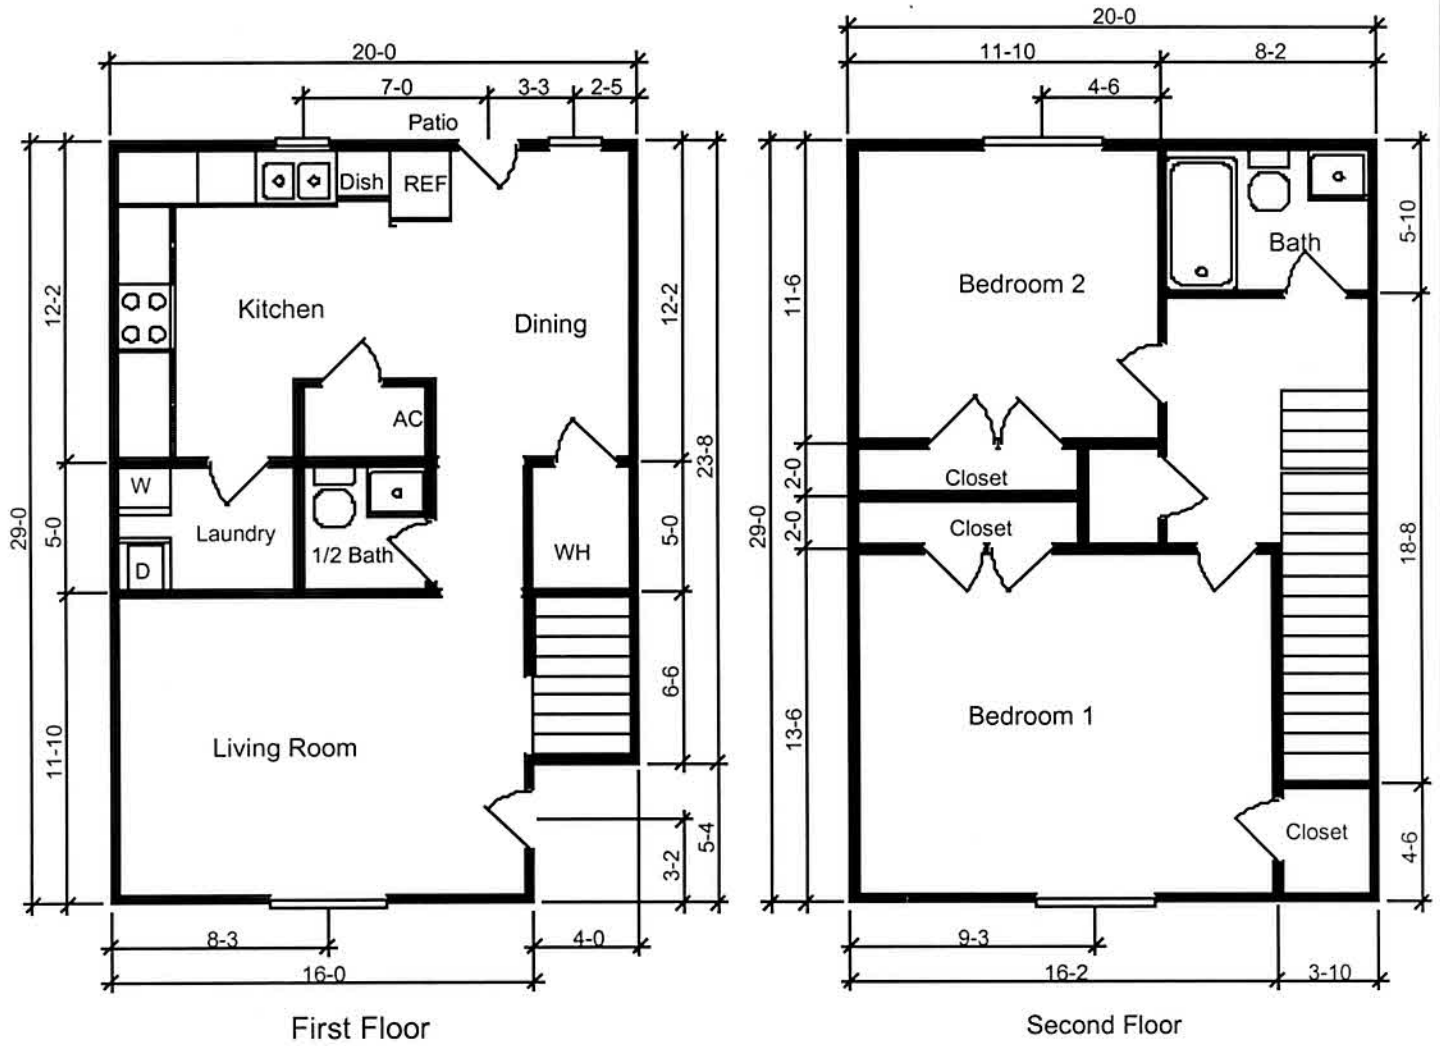 20-0
7-0
3-3
2-5
Patio
Dish
REF
12-2
Kitchen
Dining
12-2
AC
23-8
W
29-0
5-0
Laundry
1/2 Bath
WH
5-0
D
6-6
11-10
Living Room
5-4
3-2
8-3
4-0
16-0
First Floor
20-0
11-10
8-2
4-6
5-10
Bath
11-6
Bedroom 2
2-0
Closet
29-0
2-0
Closet
18-8
13-6
Bedroom 1
Closet
4-6
9-3
16-2
3-10
Second Floor